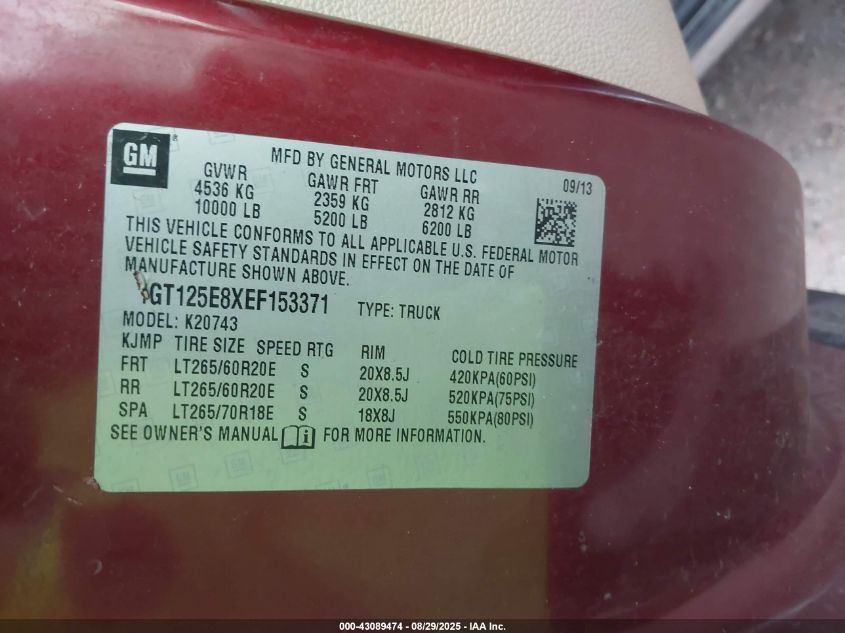 GM
MFD BY GENERAL MOTORS LLC
09/13
GVWR GAWR FRT GAWR RR
4536 KG 2359 KG 2812 KG
10000 LB 5200 LB 6200 LB
THIS VEHICLE CONFORMS TO ALL APPLICABLE U.S. FEDERAL MOTOR
VEHICLE SAFETY STANDARDS IN EFFECT ON THE DATE OF
MANUFACTURE SHOWN ABOVE.
GT125E8XEF153371 TYPE: TRUCK
MODEL: K20743
KJMP TIRE SIZE SPEED RTG RIM COLD TIRE PRESSURE
FRT LT265/60R20E S 20X8.5J 420KPA(60PSI)
RR LT265/60R20E S 20X8.5J 520KPA(75PSI)
SPA LT265/70R18E S 18X8J 550KPA(80PSI)
SEE OWNER'S MANUAL FOR MORE INFORMATION.
000-43089474 - 08/29/2025 - IAA Inc.